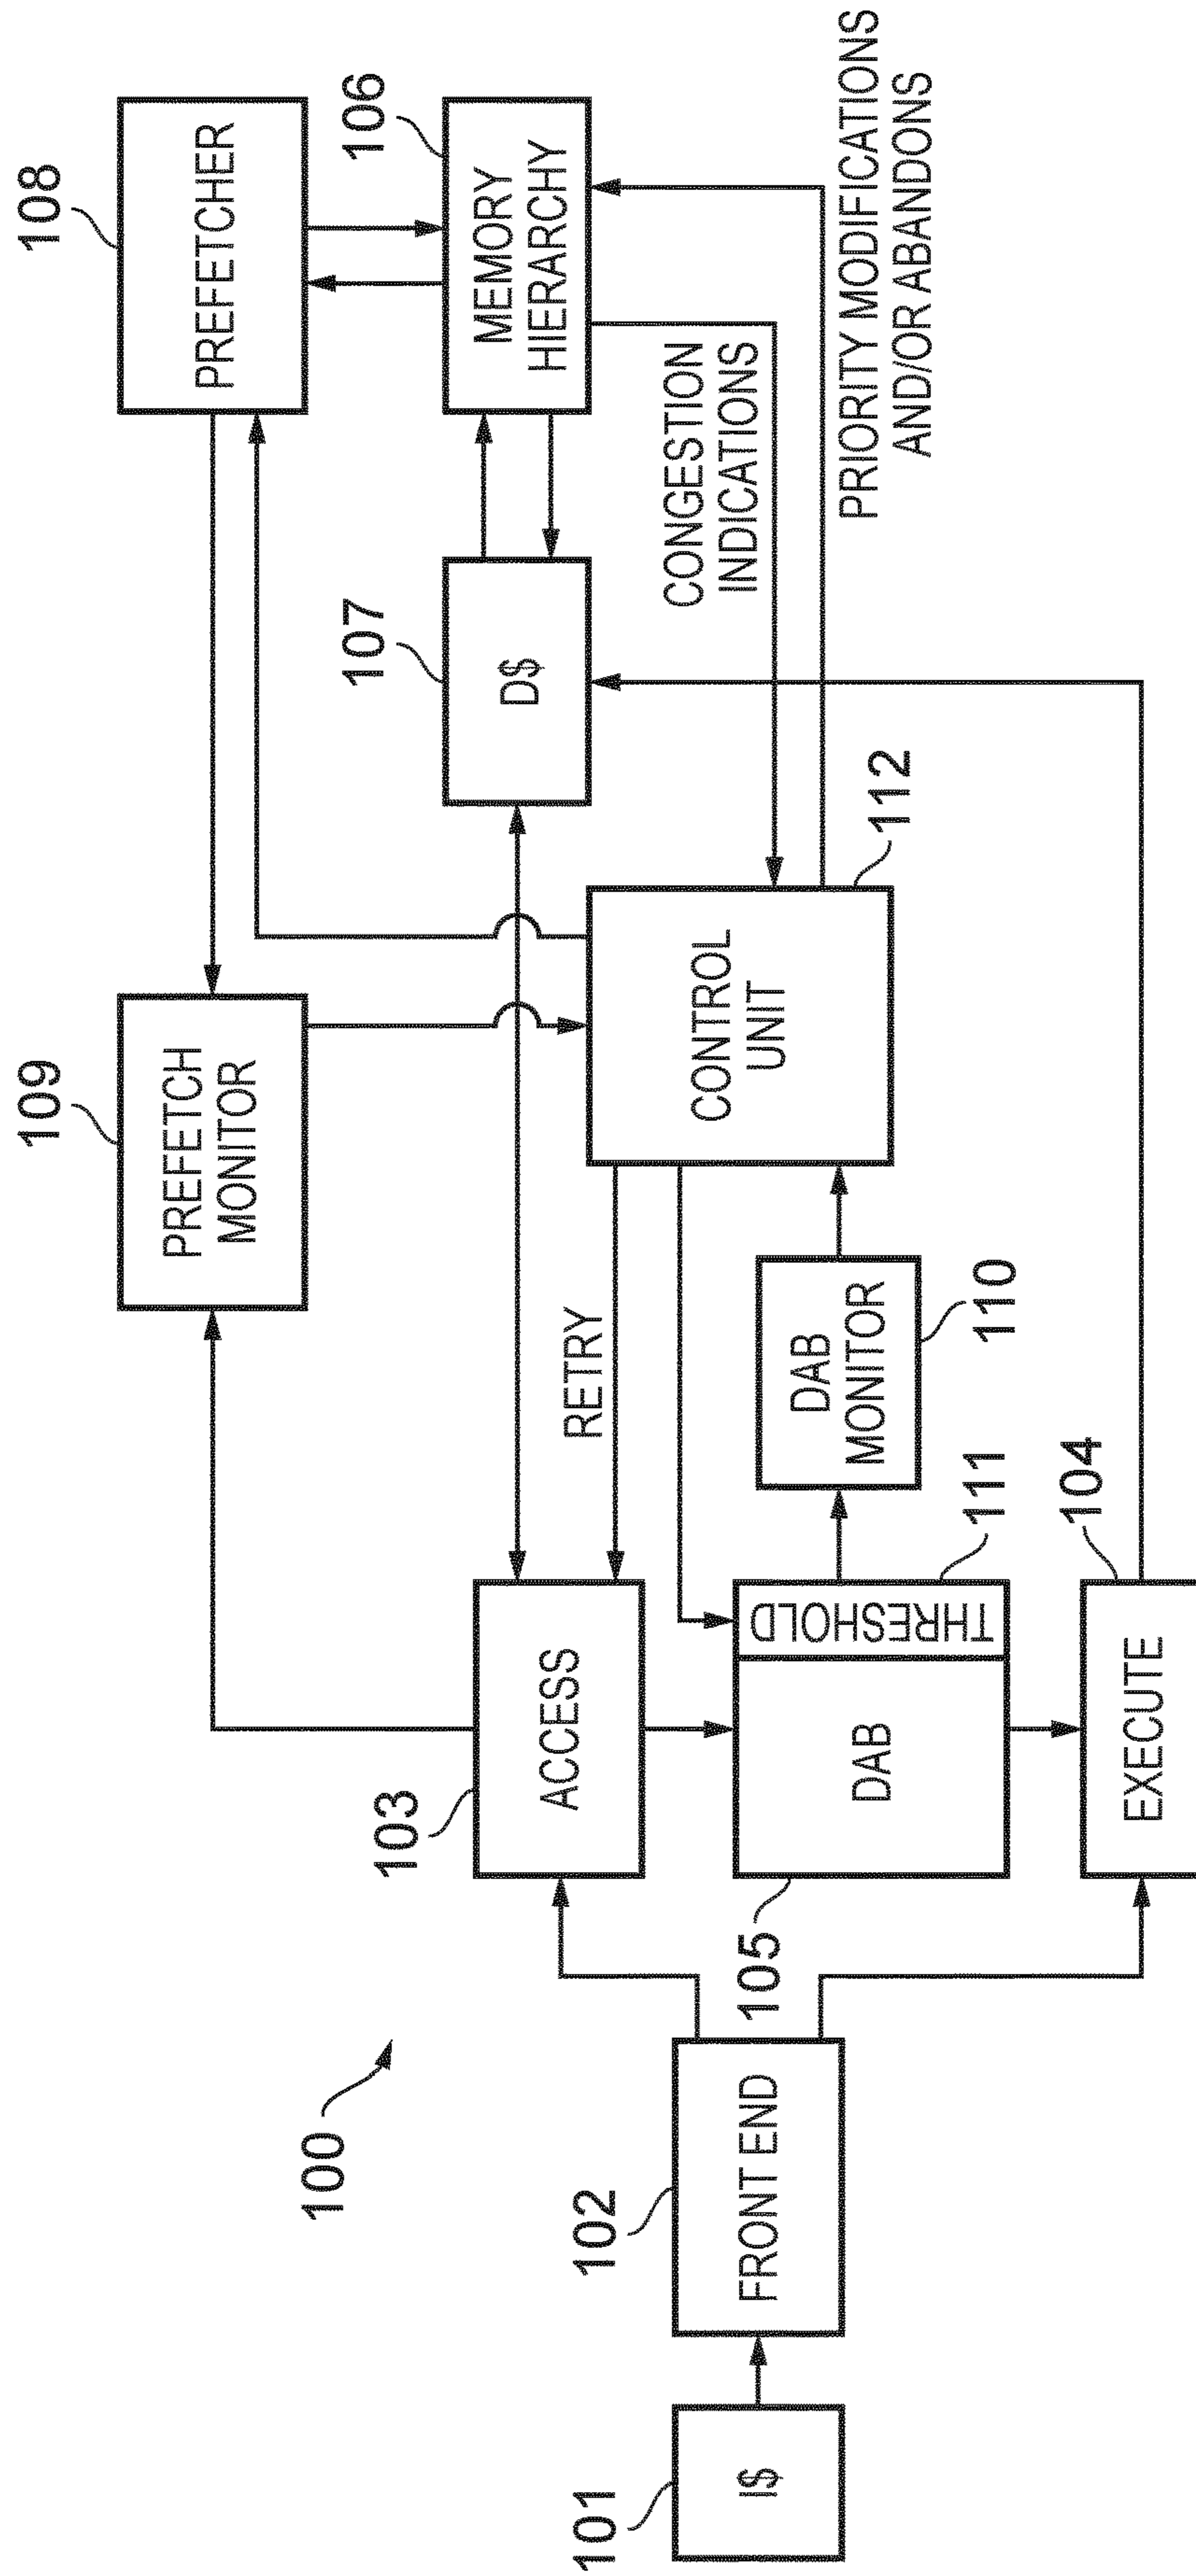 108
PREFETCHER
109
PREFETCH
MONITOR
106
MEMORY
HIERARCHY
107
D$
CONGESTION
INDICATIONS
PRIORITY MODIFICATIONS
AND/OR ABANDONS
112
CONTROL
UNIT
RETRY
103
ACCESS
DAB
MONITOR
110
THRESHOLD
111
DAB
105
104
EXECUTE
100
102
FRONT END
101
I$